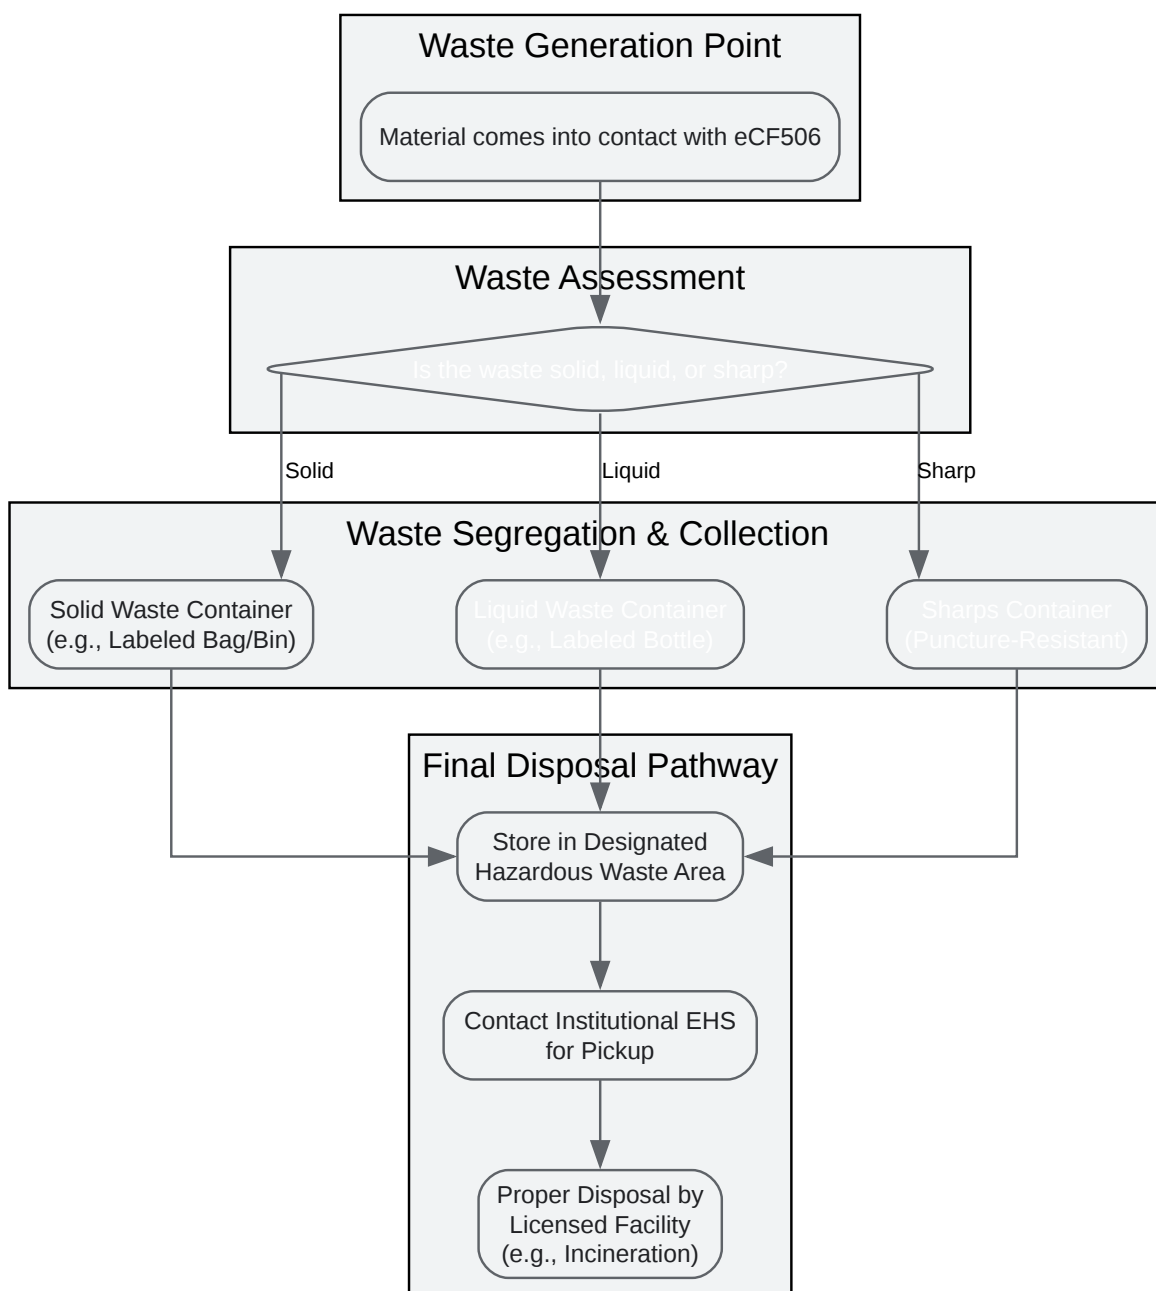 Waste Generation Point
Material comes into contact with eCF506
Waste Assessment
Is the waste solid, liquid, or sharp?
Solid
Liquid
Sharp
Waste Segregation & Collection
Solid Waste Container
(e.g., Labeled Bag/Bin)
Liquid Waste Container
(e.g., Labeled Bottle)
Sharps Container
(Puncture-Resistant)
Final Disposal Pathway
Store in Designated
Hazardous Waste Area
Contact Institutional EHS
for Pickup
Proper Disposal by
Licensed Facility
(e.g., Incineration)